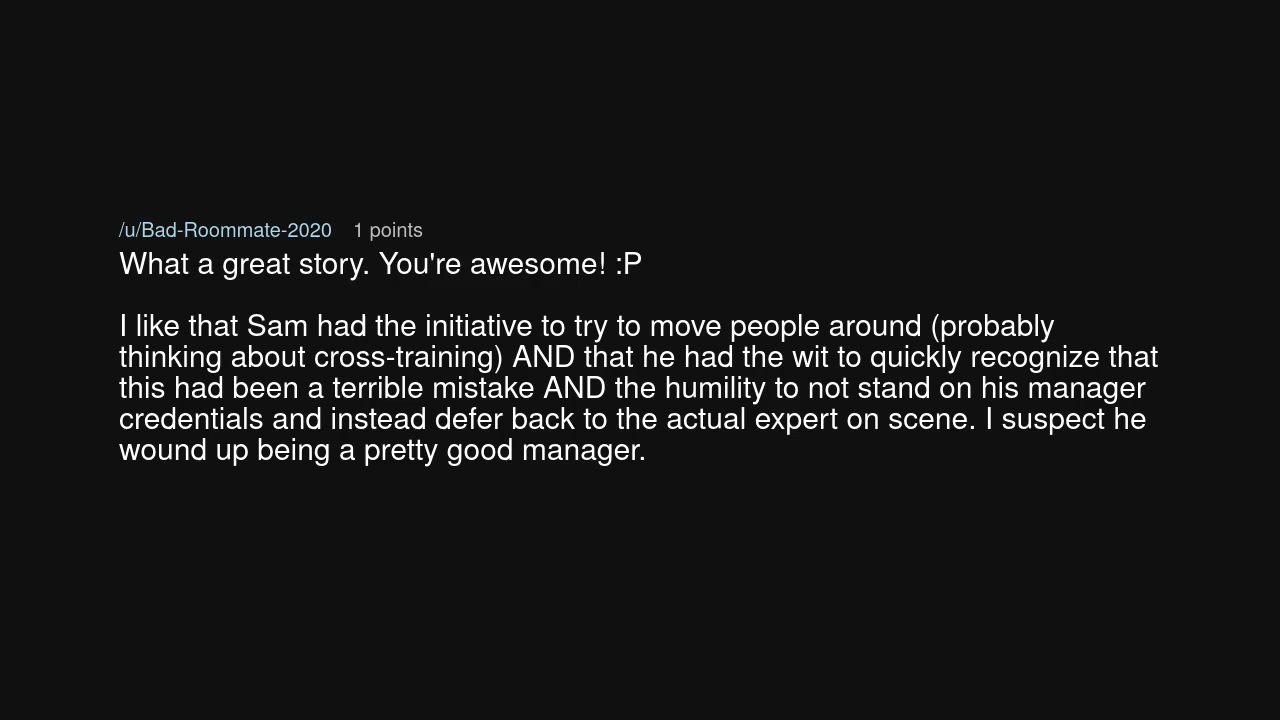 /u/Bad-Roommate-2020 1 points
What a great story. You're awesome! :P
I like that Sam had the initiative to try to move people around (probably
thinking about cross-training) AND that he had the wit to quickly recognize that
this had been a terrible mistake AND the humility to not stand on his manager
credentials and instead defer back to the actual expert on scene. I suspect he
wound up being a pretty good manager.